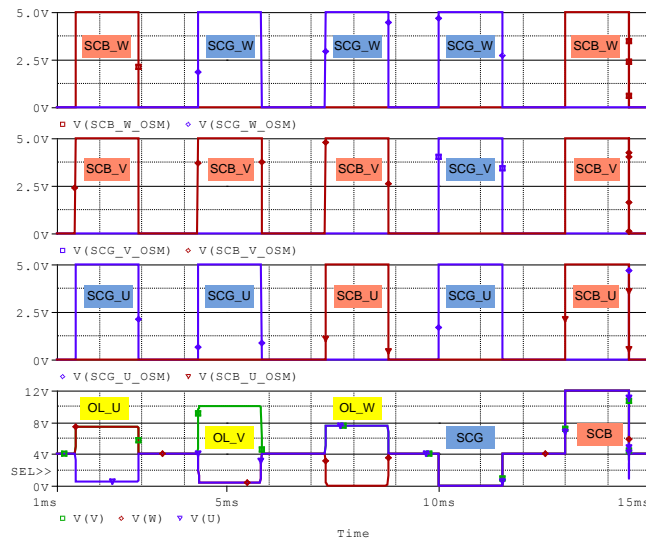 5.0V
SCB_W SCG_W SCG_W SCG_W SCB_W
2.5V
0V
V(SCB_W_OSM) V(SCG_W_OSM)
5.0V
SCB_V SCB_V SCB_V SCG_V SCB_V
2.5V
0V
V(SCG_V_OSM) V(SCB_V_OSM)
5.0V
SCG_U SCG_U SCB_U SCG_U SCB_U
2.5V
0V
V(SCG_U_OSM) V(SCB_U_OSM)
12V
OL_U OL_W
8V
OL_V SCG SCB
4V
SEL>>
0V
1ms 5ms 10ms 15ms
V(V) V(W) V(U)
Time